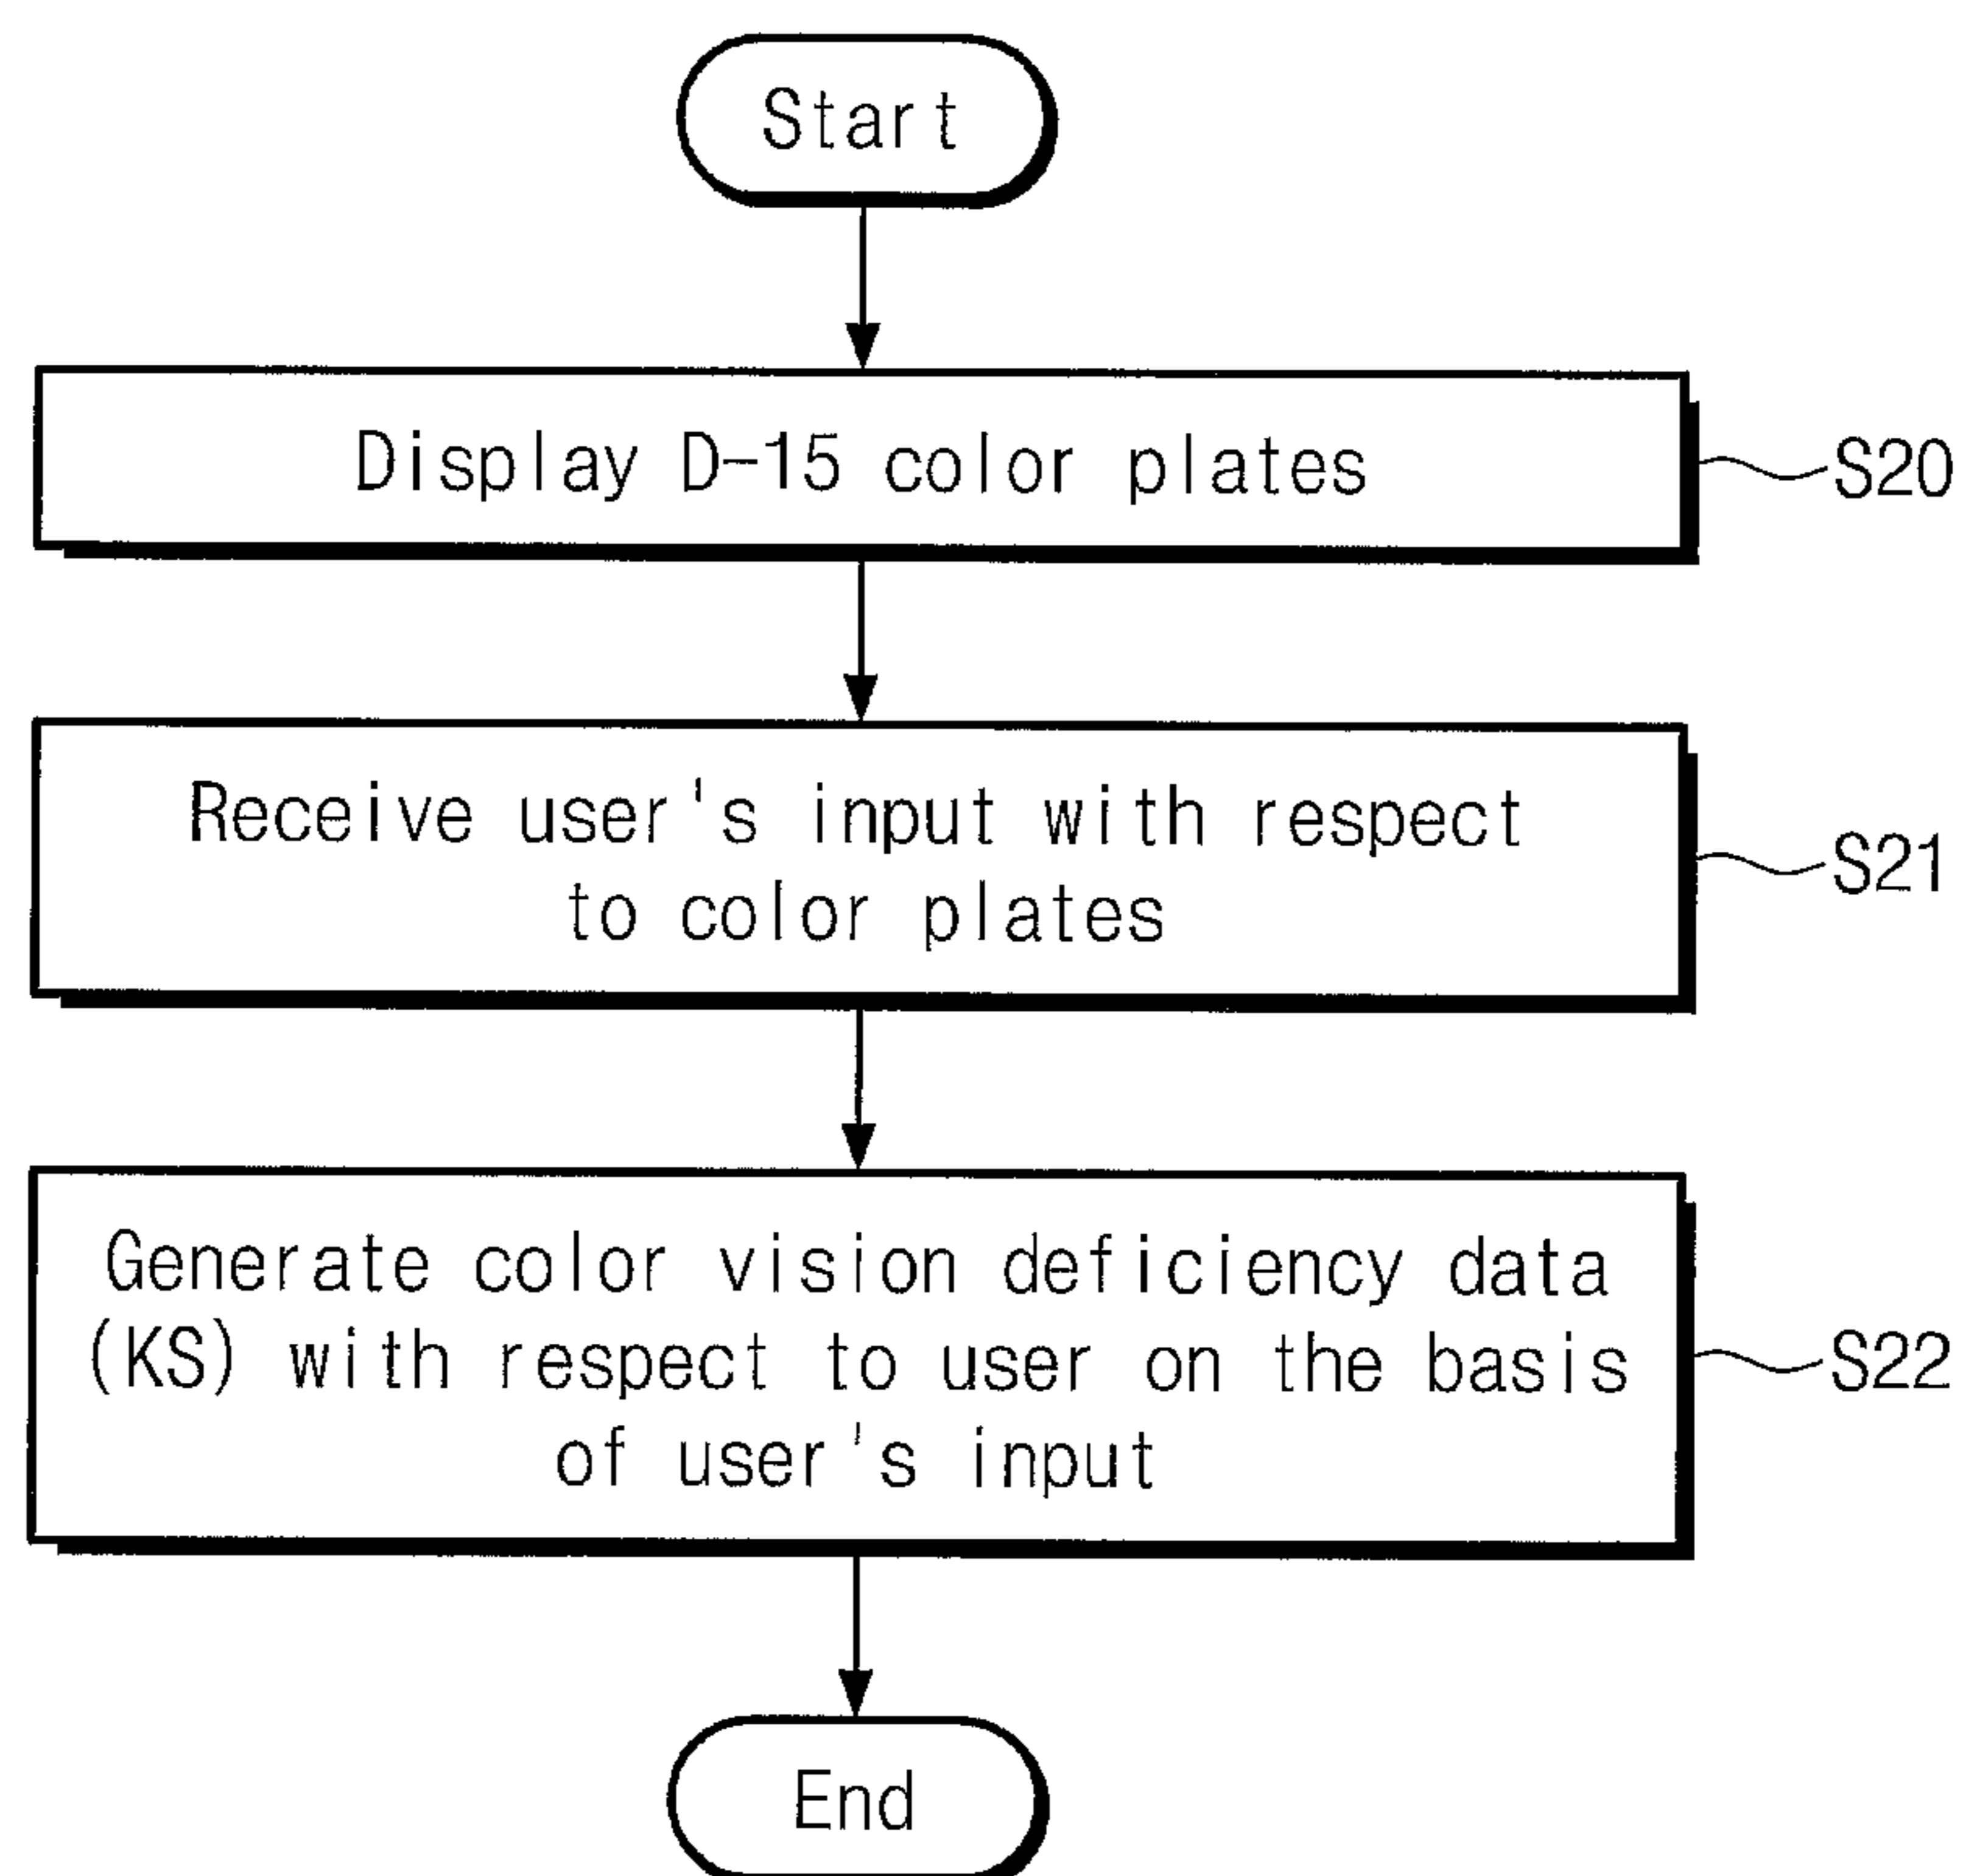 Start
Display D-15 color plates
S20
Receive user's input with respect
to color plates
S21
Generate color vision deficiency data
(KS) with respect to user on the basis
of user's input
S22
End